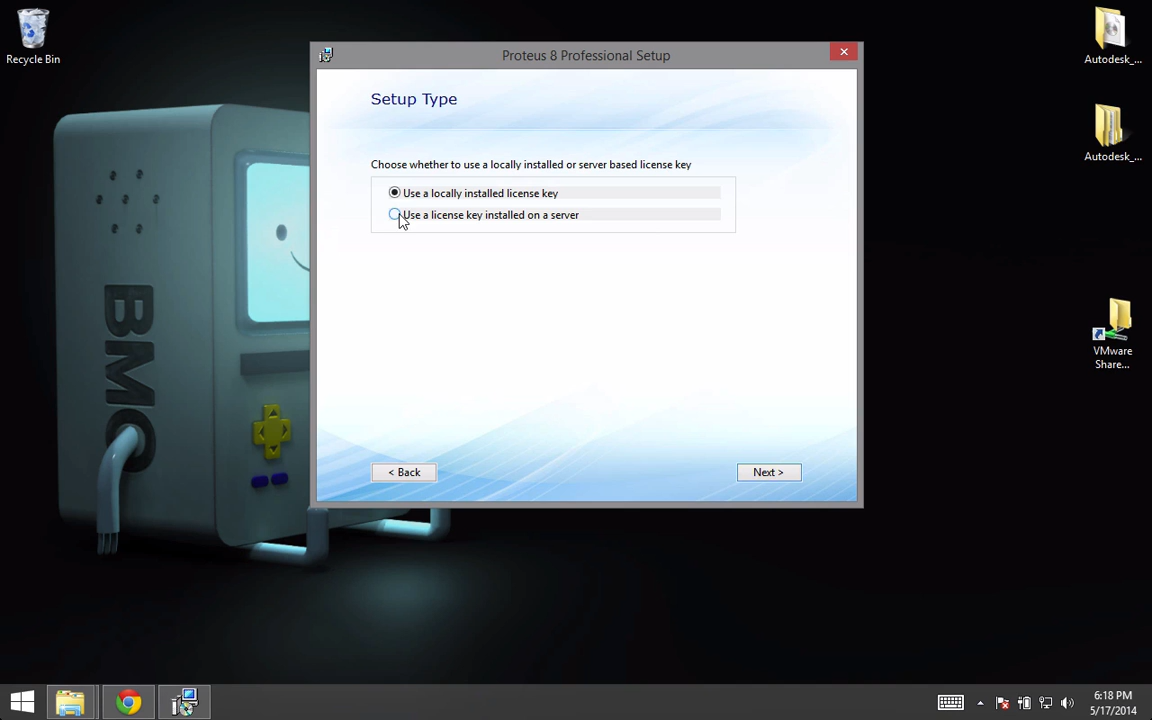 Recycle Bin
BMO
Proteus 8 Professional Setup
Setup Type
Choose whether to use a locally installed or server based license key
Use a locally installed license key
Use a license key installed on a server
< Back
Next >
Autodesk_...
Autodesk_...
VMware
Share...
6:18 PM
5/17/2014